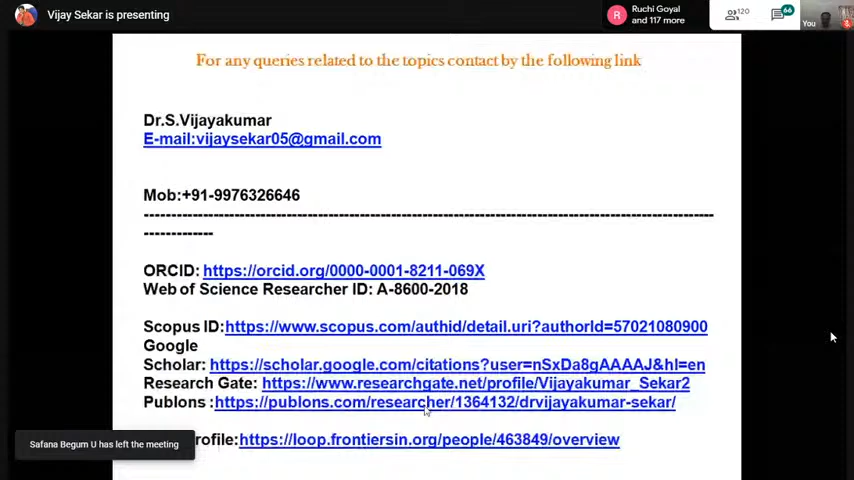 Vijay Sekar is presenting
Ruchi Goyal
and 117 more
R
120
66
You
For any queries related to the topics contact by the following link
Dr.S.Vijayakumar
E-mail:vijaysekar05@gmail.com
Mob:+91-9976326646
--------------------------------------------------------------------------------------------------------
-------------
ORCID: https://orcid.org/0000-0001-8211-069X
Web of Science Researcher ID: A-8600-2018
Scopus ID:https://www.scopus.com/authid/detail.uri?authorId=57021080900
Google
Scholar: https://scholar.google.com/citations?user=nSxDa8gAAAAJ&hl=en
Research Gate: https://www.researchgate.net/profile/Vijayakumar_Sekar2
Publons :https://publons.com/researcher/1364132/drvijayakumar-sekar/
rofile:https://loop.frontiersin.org/people/463849/overview
Safana Begum U has left the meeting